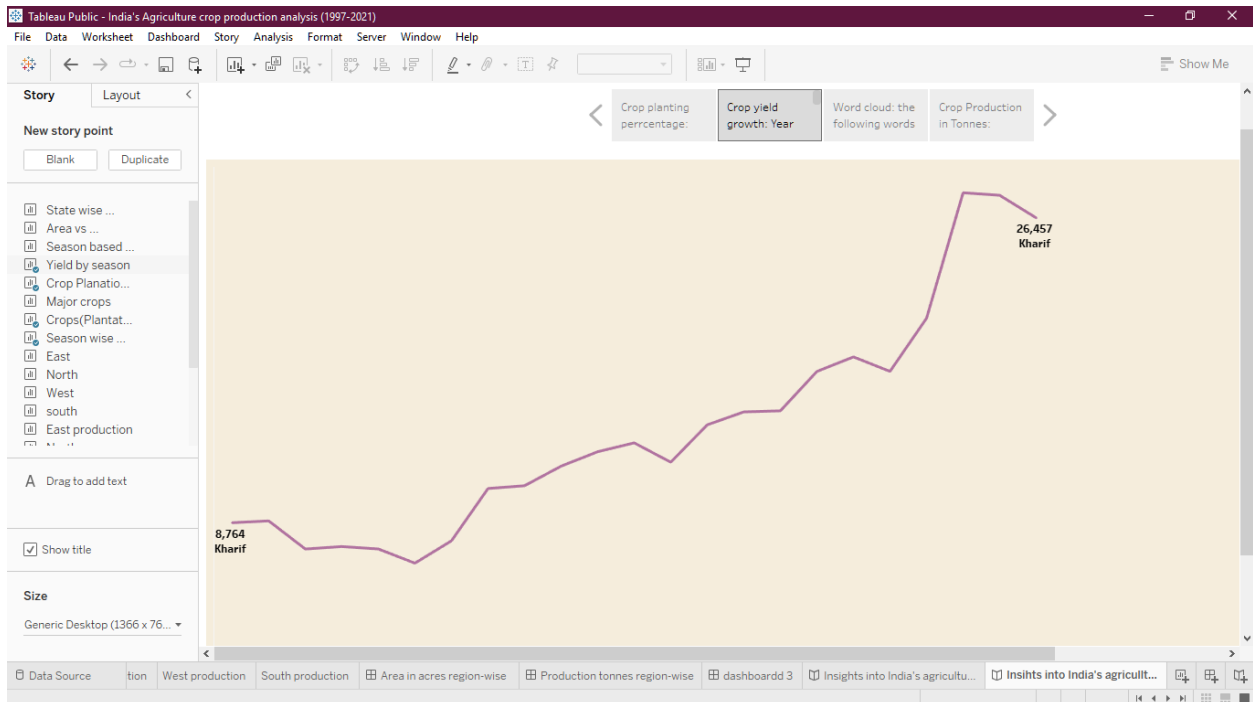 Tableau Public - India's Agriculture crop production analysis (1997-2021)
File Data Worksheet Dashboard Story Analysis Format Server Window Help
Show Me
Story Layout
New story point
Blank Duplicate
State wise ...
Area vs ...
Season based ...
Yield by season
Crop Planatio...
Major crops
Crops(Plantat...
Season wise ...
East
North
West
south
East production
A Drag to add text
Show title
Size
Generic Desktop (1366 x 76...
Crop planting
perrcentage:
Crop yield
growth: Year
Word cloud: the
following words
Crop Production
in Tonnes:
26,457
Kharif
8,764
Kharif
Data Source tion West production South production Area in acres region-wise Production tonnes region-wise dashboardd 3 Insights into India's agricultu... Insihts into India's agricullt...